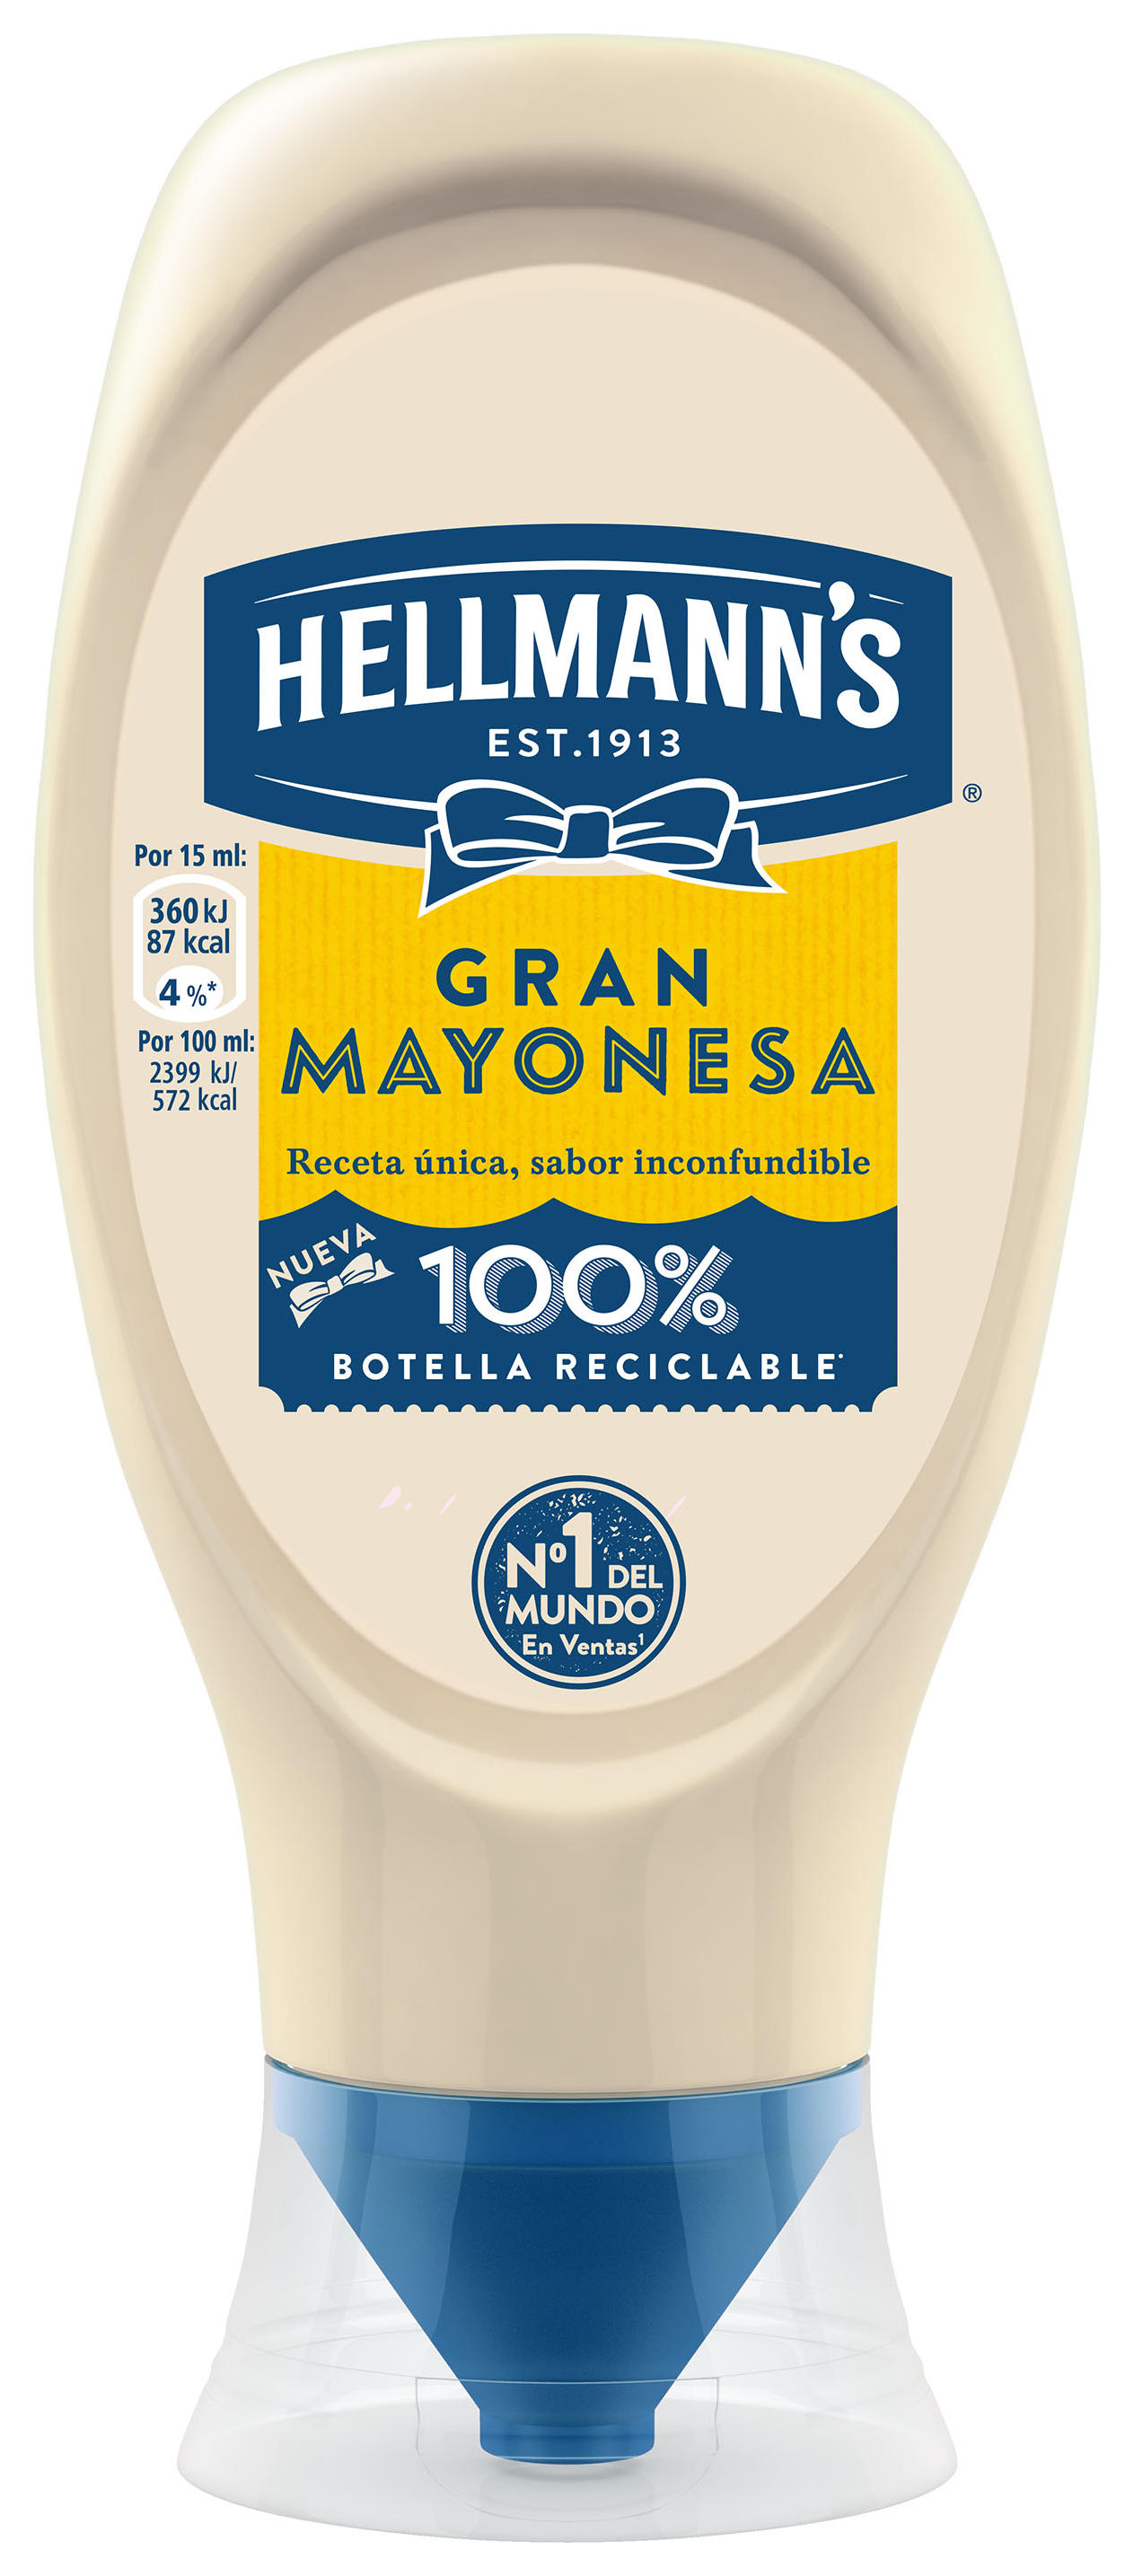 HELLMANN'S
EST.1913
®
Por 15 ml:
360 kJ
87 kcal
4 %*
Por 100 ml:
2399 kJ/
572 kcal
GRAN
MAYONESA
Receta única, sabor inconfundible
NUEVA
100%
BOTELLA RECICLABLE*
Nº1 DEL
MUNDO
En Ventas¹